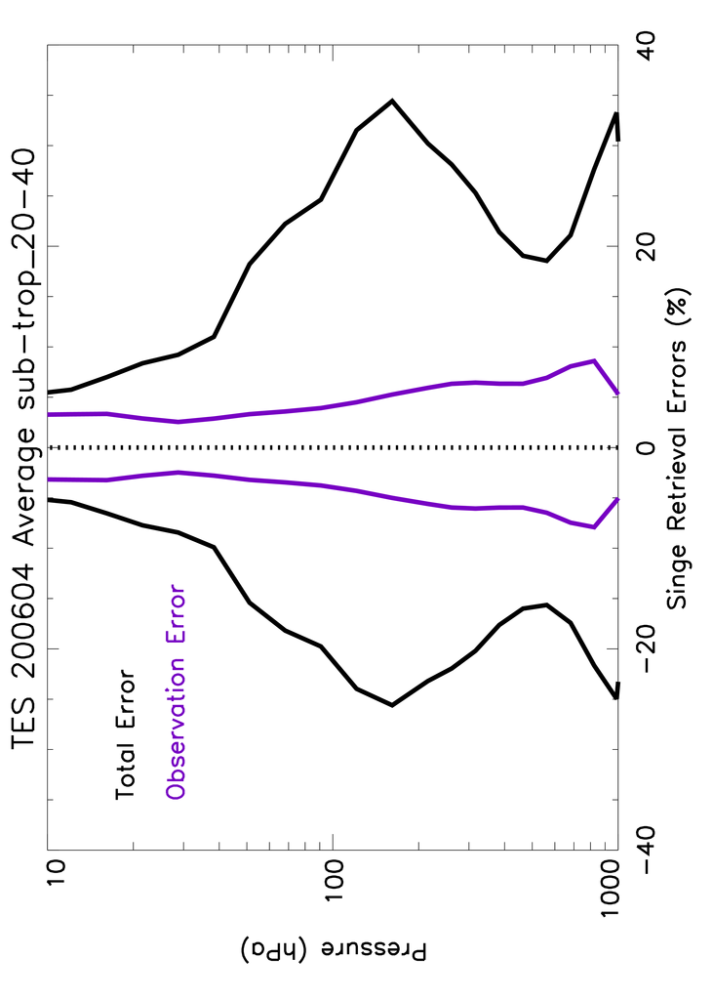 TES 200604 Average sub-trop_20-40
Total Error
Observation Error
10
100
1000
Pressure (hPa)
-40
-20
0
20
40
Singe Retrieval Errors (%)